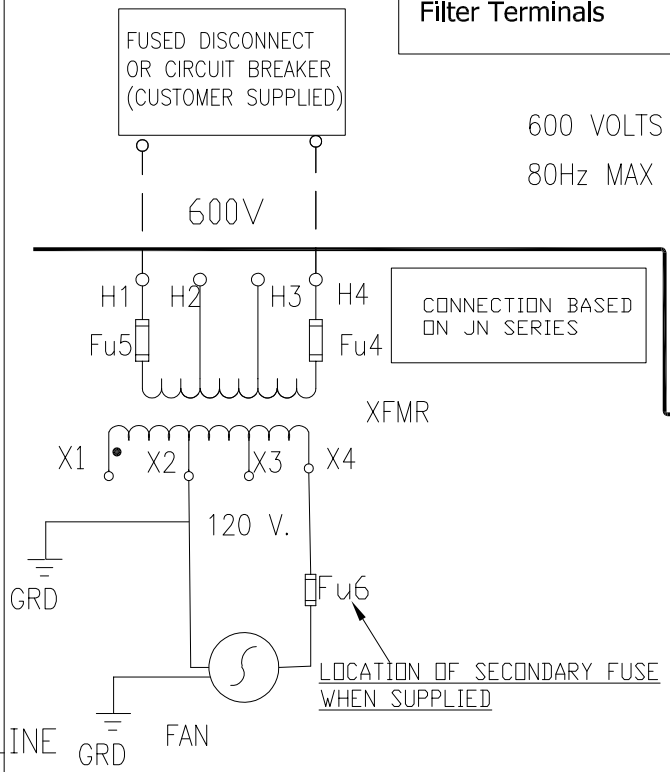 Filter Terminals
FUSED DISCONNECT
OR CIRCUIT BREAKER
(CUSTOMER SUPPLIED)
600 VOLTS
80Hz MAX
600V
H1 H2 H3 H4
CONNECTION BASED
ON JN SERIES
Fu5 Fu4
XFMR
X1 X2 X3 X4
120 V.
GRD
Fu6
LOCATION OF SECONDARY FUSE
WHEN SUPPLIED
INE
GRD
FAN